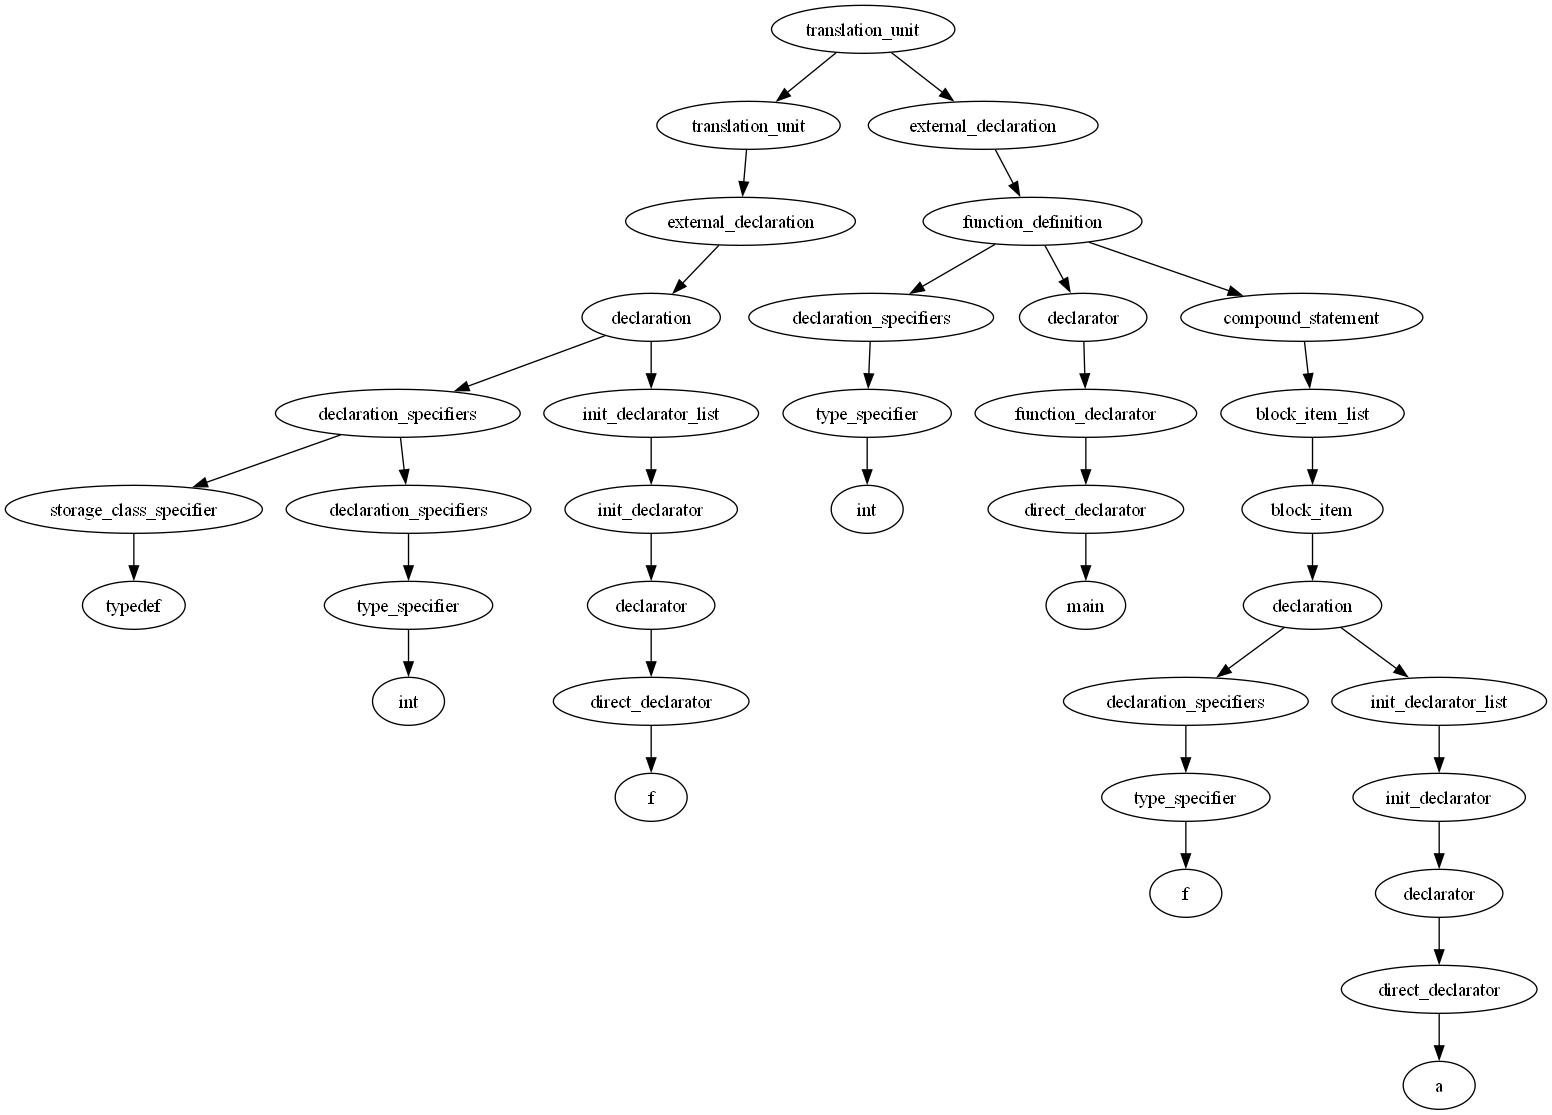 translation_unit
translation_unit
external_declaration
external_declaration
function_definition
declaration
declaration_specifiers
declarator
compound_statement
declaration_specifiers
init_declarator_list
type_specifier
function_declarator
block_item_list
storage_class_specifier
declaration_specifiers
init_declarator
int
direct_declarator
block_item
typedef
type_specifier
declarator
main
declaration
int
direct_declarator
declaration_specifiers
init_declarator_list
f
type_specifier
init_declarator
f
declarator
direct_declarator
a